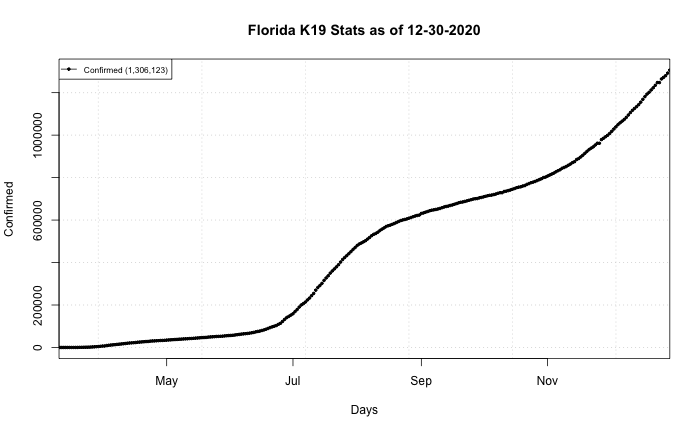 Florida K19 Stats as of 12-30-2020
Confirmed (1,306,123)
1000000
600000
200000
0
Confirmed
May Jul Sep Nov
Days